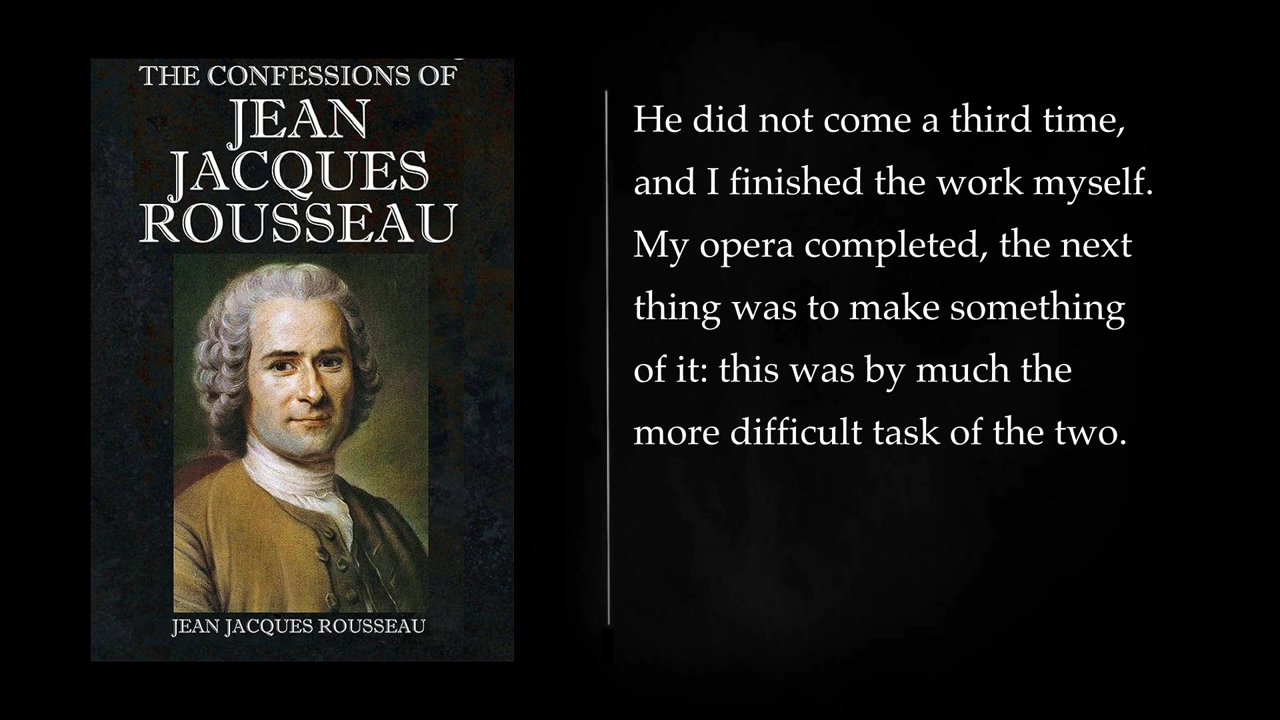 THE CONFESSIONS OF
JEAN
JACQUES
ROUSSEAU
JEAN JACQUES ROUSSEAU
He did not come a third time,
and I finished the work myself.
My opera completed, the next
thing was to make something
of it: this was by much the
more difficult task of the two.